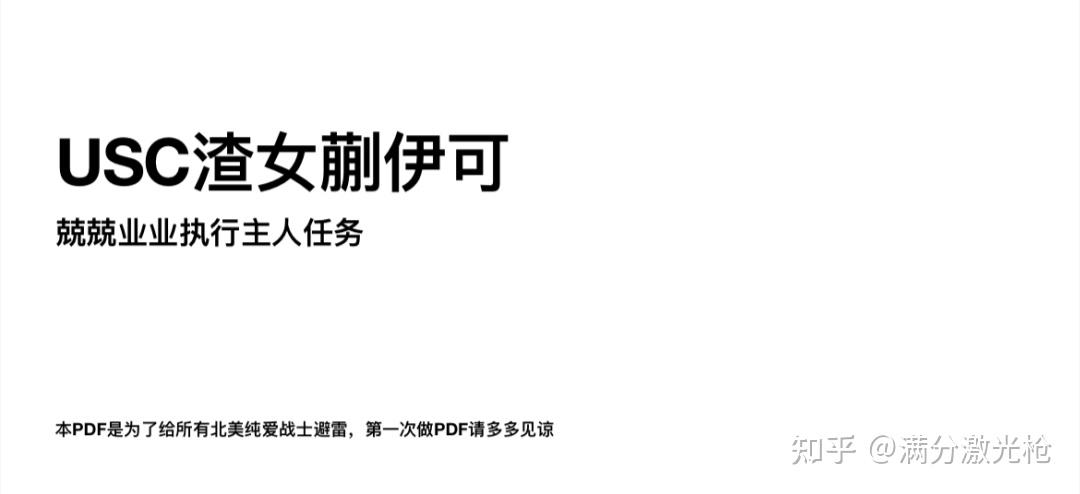 USC渣女蒯伊可
兢兢业业执行主人任务
本PDF是为了给所有北美纯爱战士避雷，第一次做PDF请多多见谅
知乎 @满分激光枪